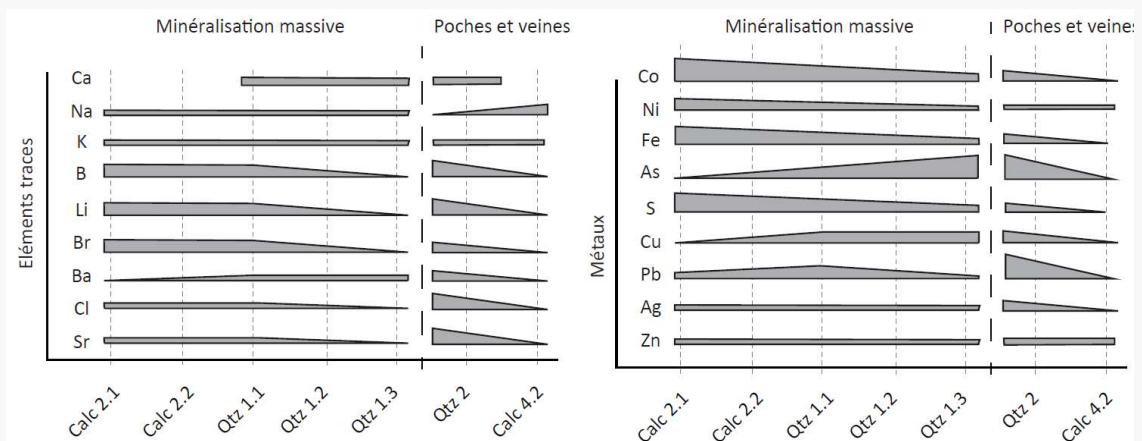 Minéralisation massive
Poches et veines
Eléments traces
Ca
Na
K
B
Li
Br
Ba
Cl
Sr
Calc 2.1
Calc 2.2
Qtz 1.1
Qtz 1.2
Qtz 1.3
Qtz 2
Calc 4.2
Minéralisation massive
Poches et veines
Métaux
Co
Ni
Fe
As
S
Cu
Pb
Ag
Zn
Calc 2.1
Calc 2.2
Qtz 1.1
Qtz 1.2
Qtz 1.3
Qtz 2
Calc 4.2